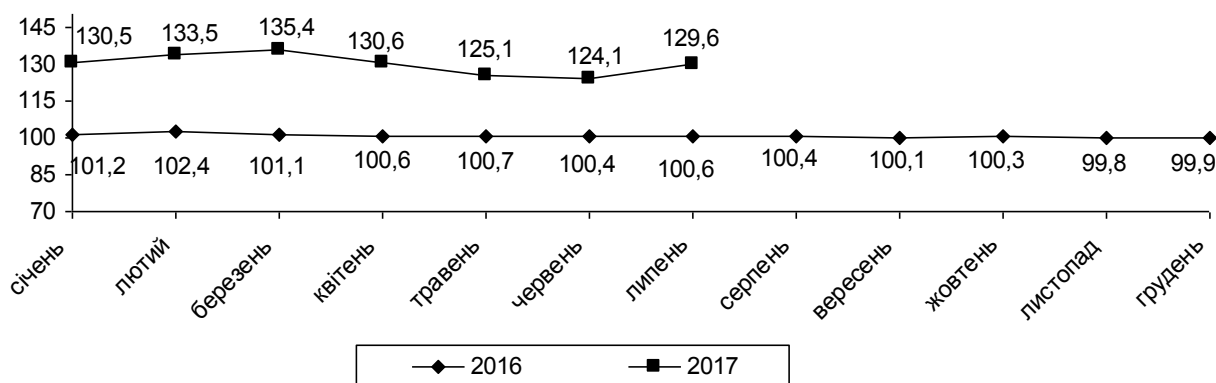 145
130
115
100
85
70
130,5 133,5 135,4 130,6 125,1 124,1 129,6
101,2 102,4 101,1 100,6 100,7 100,4 100,6 100,4 100,1 100,3 99,8 99,9
січень лютий березень квітень травень червень липень серпень вересень жовтень листопад грудень
2016 2017